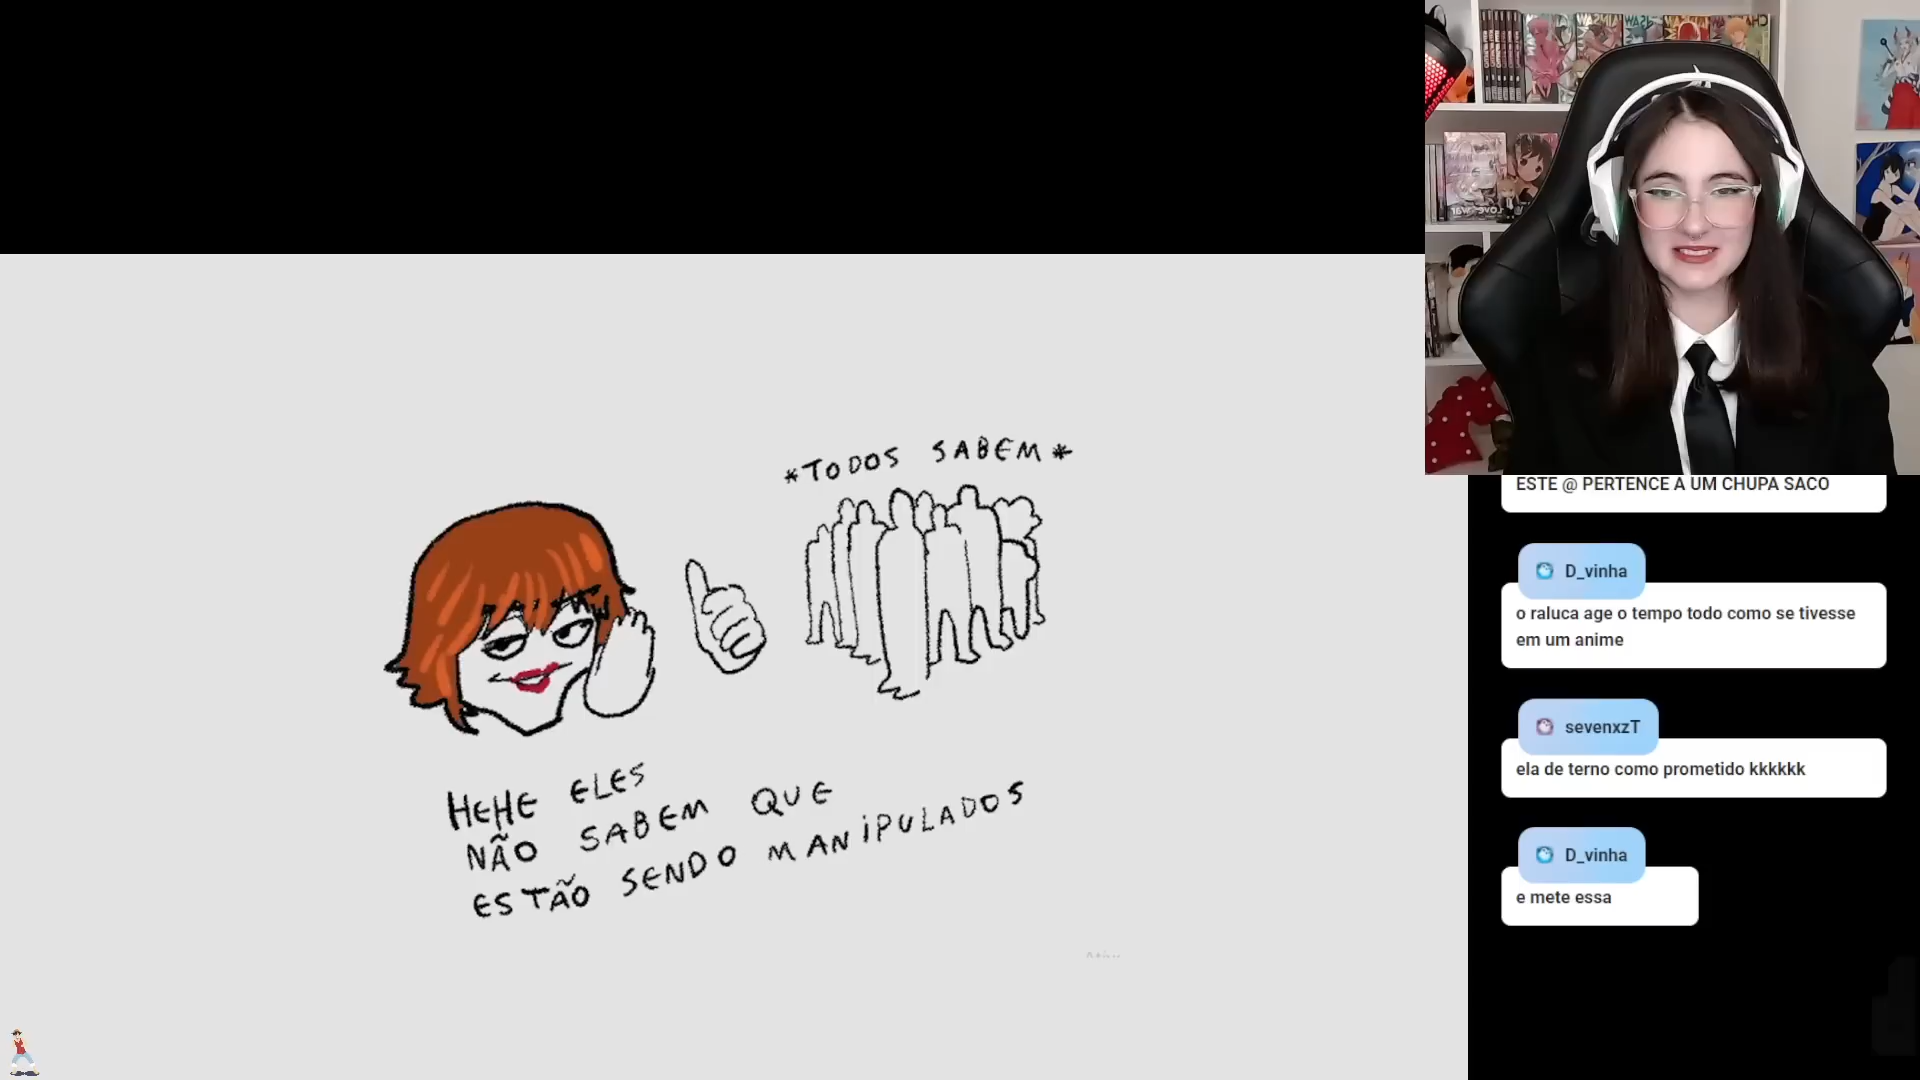 *TODOS SABEM*
HEHE ELES
NÃO SABEM QUE
ESTÃO SENDO MANIPULADOS
ESTE @ PERTENCE A UM CHUPA SACO
D_vinha
o raluca age o tempo todo como se tivesse
em um anime
sevenxzT
ela de terno como prometido kkkkkk
D_vinha
e mete essa